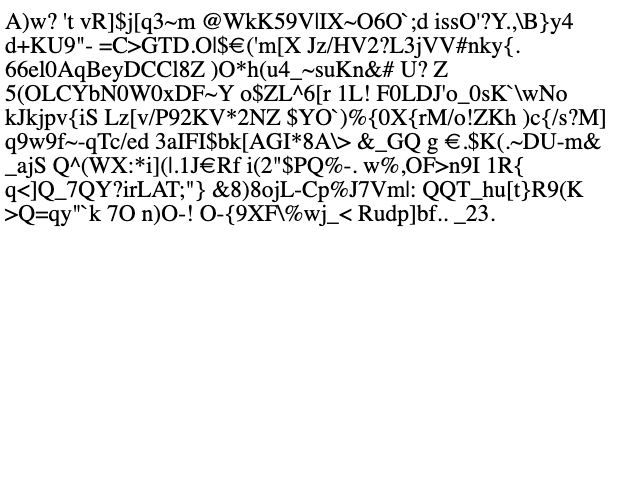 A)w? 't vR]$j[q3~m @WkK59V|IX~O6O`;d issO'?Y.,\B}y4
d+KU9"- =C>GTD.O|$€('m[X Jz/HV2?L3jVV#nky{.
66el0AqBeyDCCl8Z )O*h(u4_~suKn&# U? Z
5(OLCYbN0W0xDF~Y o$ZL^6[r 1L! F0LDJ'o_0sK`\wNo
kJkjpv{iS Lz[v/P92KV*2NZ $YO`)%{0X{rM/o!ZKh )c{/s?M]
q9w9f~-qTc/ed 3aIFI$bk[AGI*8A\> &_GQ g €.$K(.~DU-m&
_ajS Q^(WX:*i](|.1J€Rf i(2"$PQ%-. w%,OF>n9I 1R{
q<]Q_7QY?irLAT;"} &8)8ojL-Cp%J7Vm|: QQT_hu[t}R9(K
>Q=qy"`k 7O n)O-! O-{9XF\%wj_< Rudp]bf.. _23.